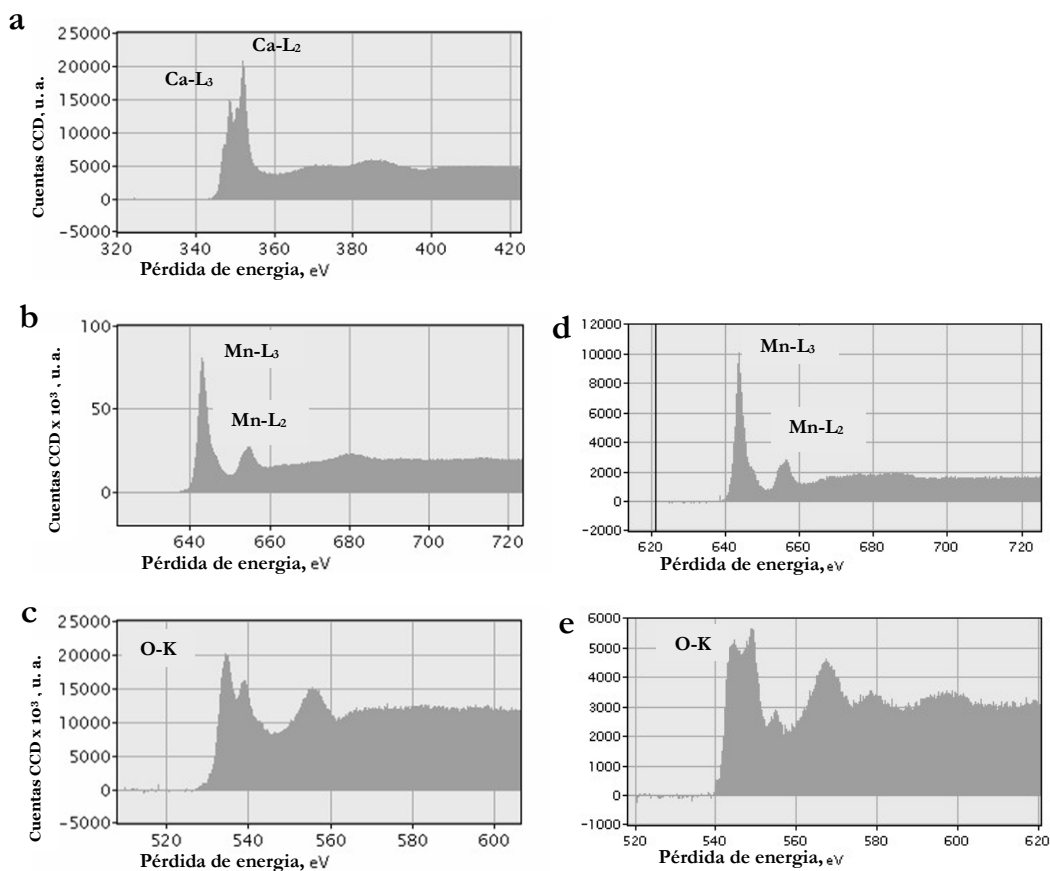 a
Cuentas CCD, u. a.
25000
20000
15000
10000
5000
0
−5000
Ca-L₃
Ca-L₂
320 340 360 380 400 420
Pérdida de energia, eV
b
Cuentas CCD x 10³ , u. a.
100
50
0
Mn-L₃
Mn-L₂
640 660 680 700 720
Pérdida de energia, eV
c
Cuentas CCD x 10³ , u. a.
25000
20000
15000
10000
5000
0
−5000
O-K
520 540 560 580 600
Pérdida de energia, eV
d
12000
10000
8000
6000
4000
2000
0
−2000
Mn-L₃
Mn-L₂
620 640 660 680 700 720
Pérdida de energia, eV
e
6000
5000
4000
3000
2000
1000
0
−1000
O-K
520 540 560 580 600 620
Pérdida de energia, eV